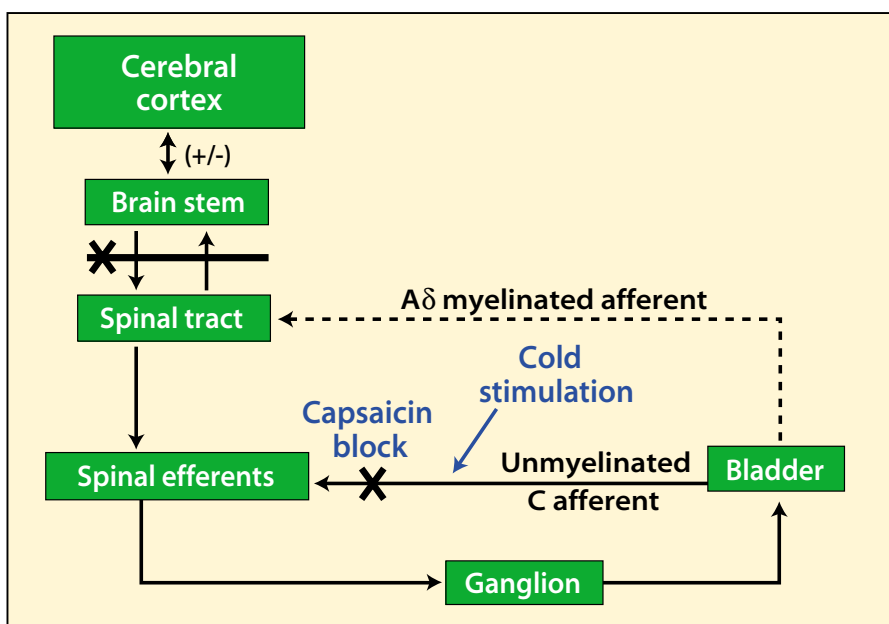 Cerebral
cortex
(+/-)
Brain stem
Aδ myelinated afferent
Spinal tract
Cold
stimulation
Capsaicin
block
Unmyelinated
C afferent
Spinal efferents
Bladder
Ganglion